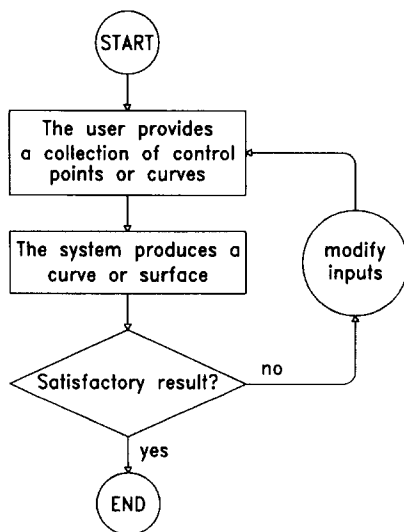 START
The user provides
a collection of control
points or curves
The system produces a
curve or surface
modify
inputs
Satisfactory result?
no
yes
END